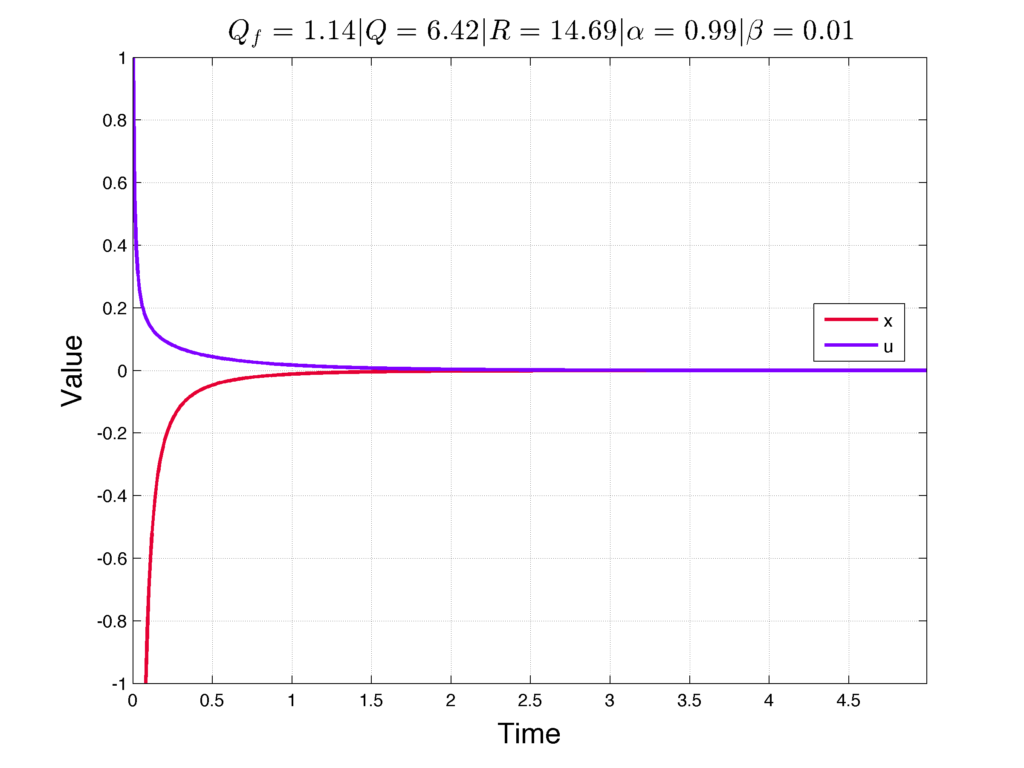 Q_f = 1.14|Q = 6.42|R = 14.69|α = 0.99|β = 0.01
1
0.8
0.6
0.4
0.2
0
-0.2
-0.4
-0.6
-0.8
-1
Value
x
u
0 0.5 1 1.5 2 2.5 3 3.5 4 4.5
Time